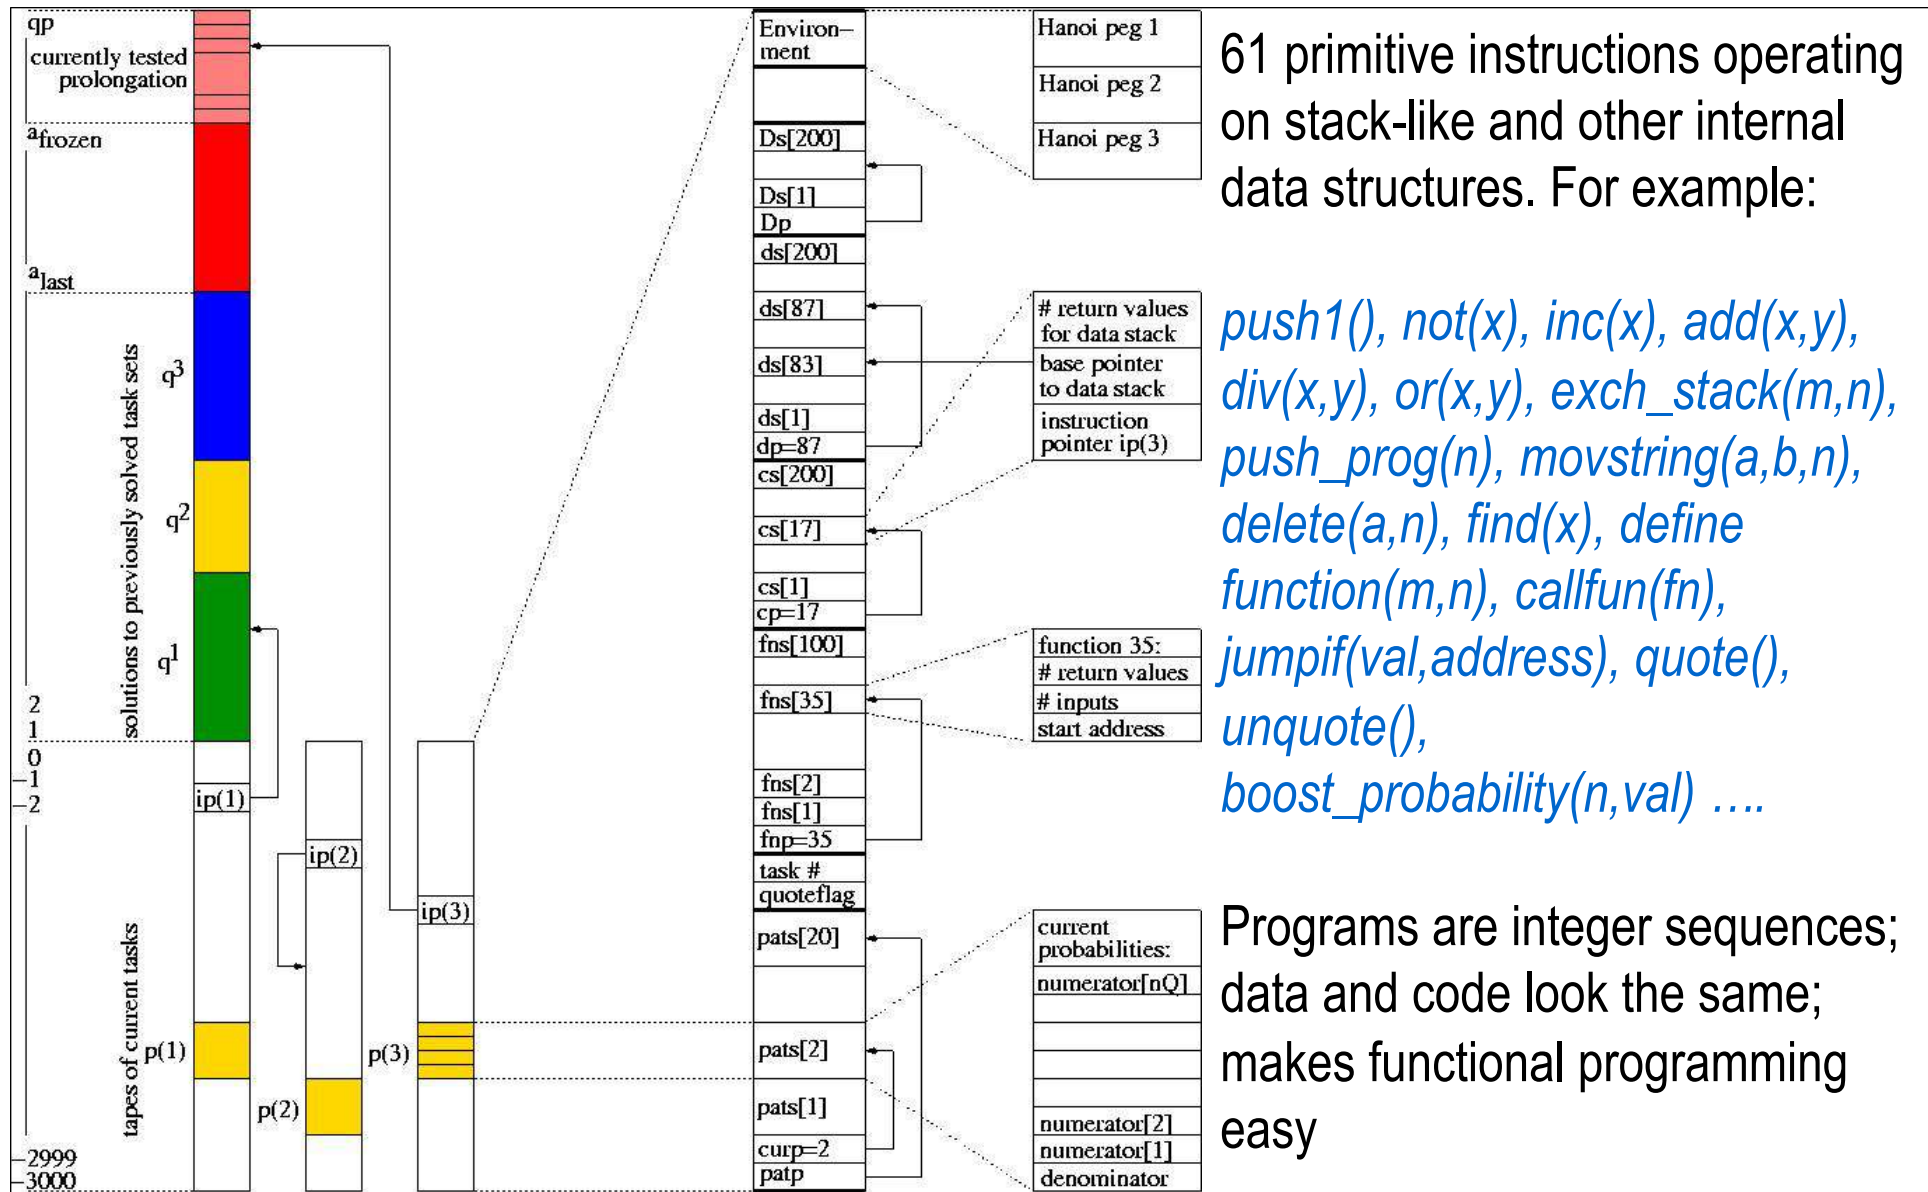 qp
currently tested
prolongation
a frozen
a last
solutions to previously solved task sets
q3
q2
q1
2
1
0
−1
−2
ip(1)
ip(2)
ip(3)
tapes of current tasks
p(1)
p(2)
p(3)
−2999
−3000
Environ−
ment
Ds[200]
Ds[1]
Dp
ds[200]
ds[87]
ds[83]
ds[1]
dp=87
cs[200]
cs[17]
cs[1]
cp=17
fns[100]
fns[35]
fns[2]
fns[1]
fnp=35
task #
quoteflag
pats[20]
pats[2]
pats[1]
curp=2
patp
Hanoi peg 1
Hanoi peg 2
Hanoi peg 3
# return values
for data stack
base pointer
to data stack
instruction
pointer ip(3)
function 35:
# return values
# inputs
start address
current
probabilities:
numerator[nQ]
numerator[2]
numerator[1]
denominator
61 primitive instructions operating
on stack-like and other internal
data structures. For example:
push1(), not(x), inc(x), add(x,y),
div(x,y), or(x,y), exch_stack(m,n),
push_prog(n), movstring(a,b,n),
delete(a,n), find(x), define
function(m,n), callfun(fn),
jumpif(val,address), quote(),
unquote(),
boost_probability(n,val) ….
Programs are integer sequences;
data and code look the same;
makes functional programming
easy